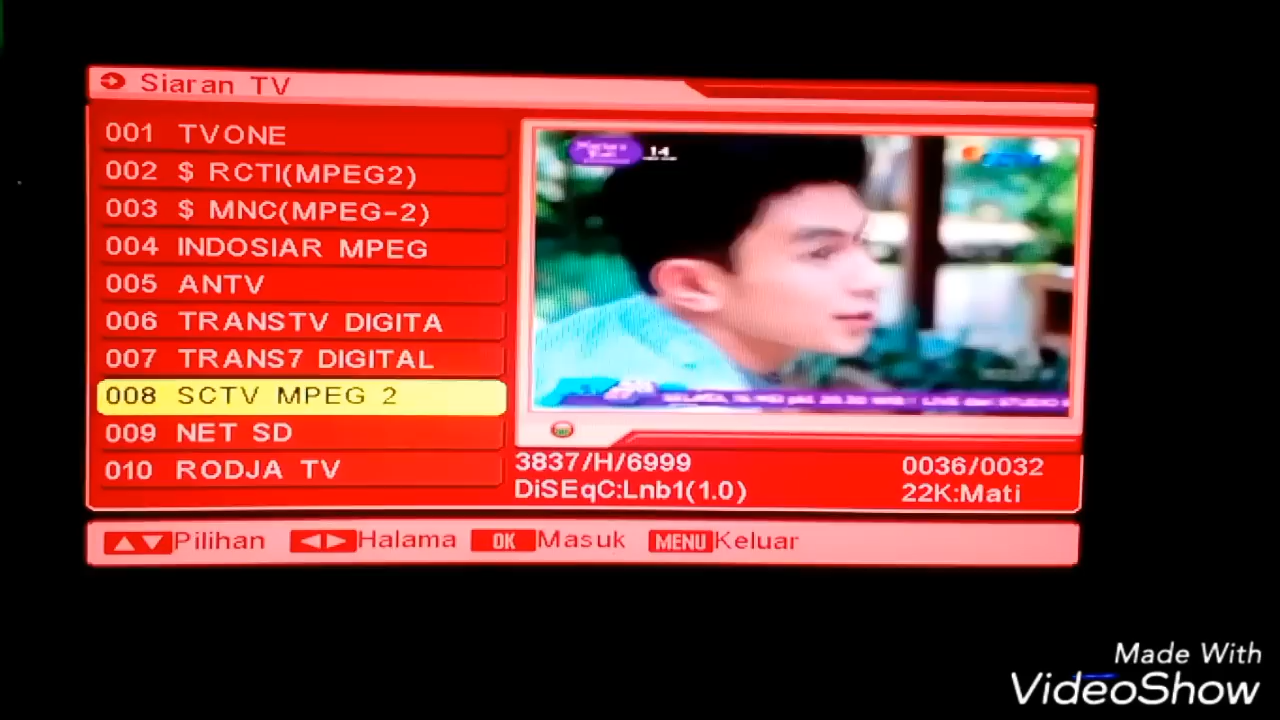 Siaran TV
001 TVONE
002 $ RCTI(MPEG2)
003 $ MNC(MPEG-2)
004 INDOSIAR MPEG
005 ANTV
006 TRANSTV DIGITA
007 TRANS7 DIGITAL
008 SCTV MPEG 2
009 NET SD
010 RODJA TV
14
3837/H/6999
0036/0032
DiSEqC:Lnb1(1.0)
22K:Mati
Pilihan
Halama
OK Masuk
MENU Keluar
Made With
VideoShow